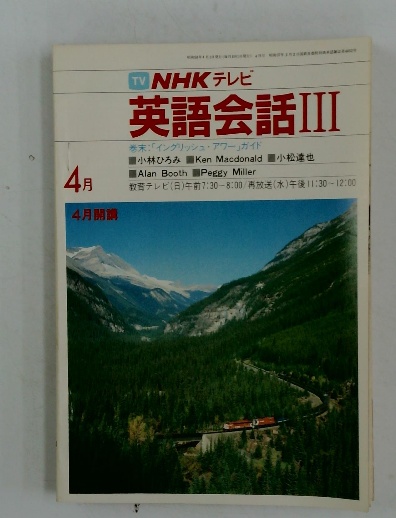 TV NHK テレビ
英語会話III
巻末:「イングリッシュ・アワー」ガイド
■小林ひろみ ■Ken Macdonald ■小松達也
■Alan Booth ■Peggy Miller
4月
教育テレビ(日)午前7:30-8:00/再放送(水)午後11:30-12:00
4月開講